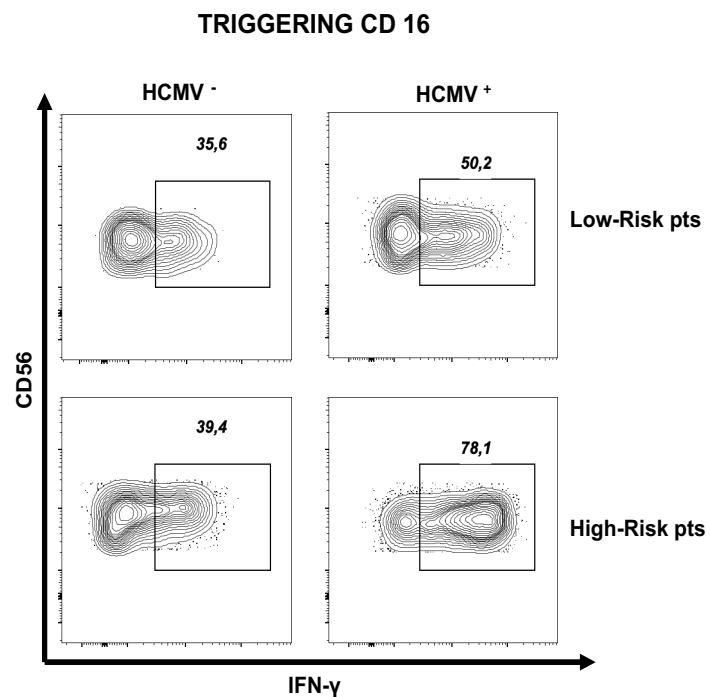 TRIGGERING CD 16
HCMV -
HCMV +
35,6
50,2
Low-Risk pts
CD56
39,4
78,1
High-Risk pts
IFN-γ